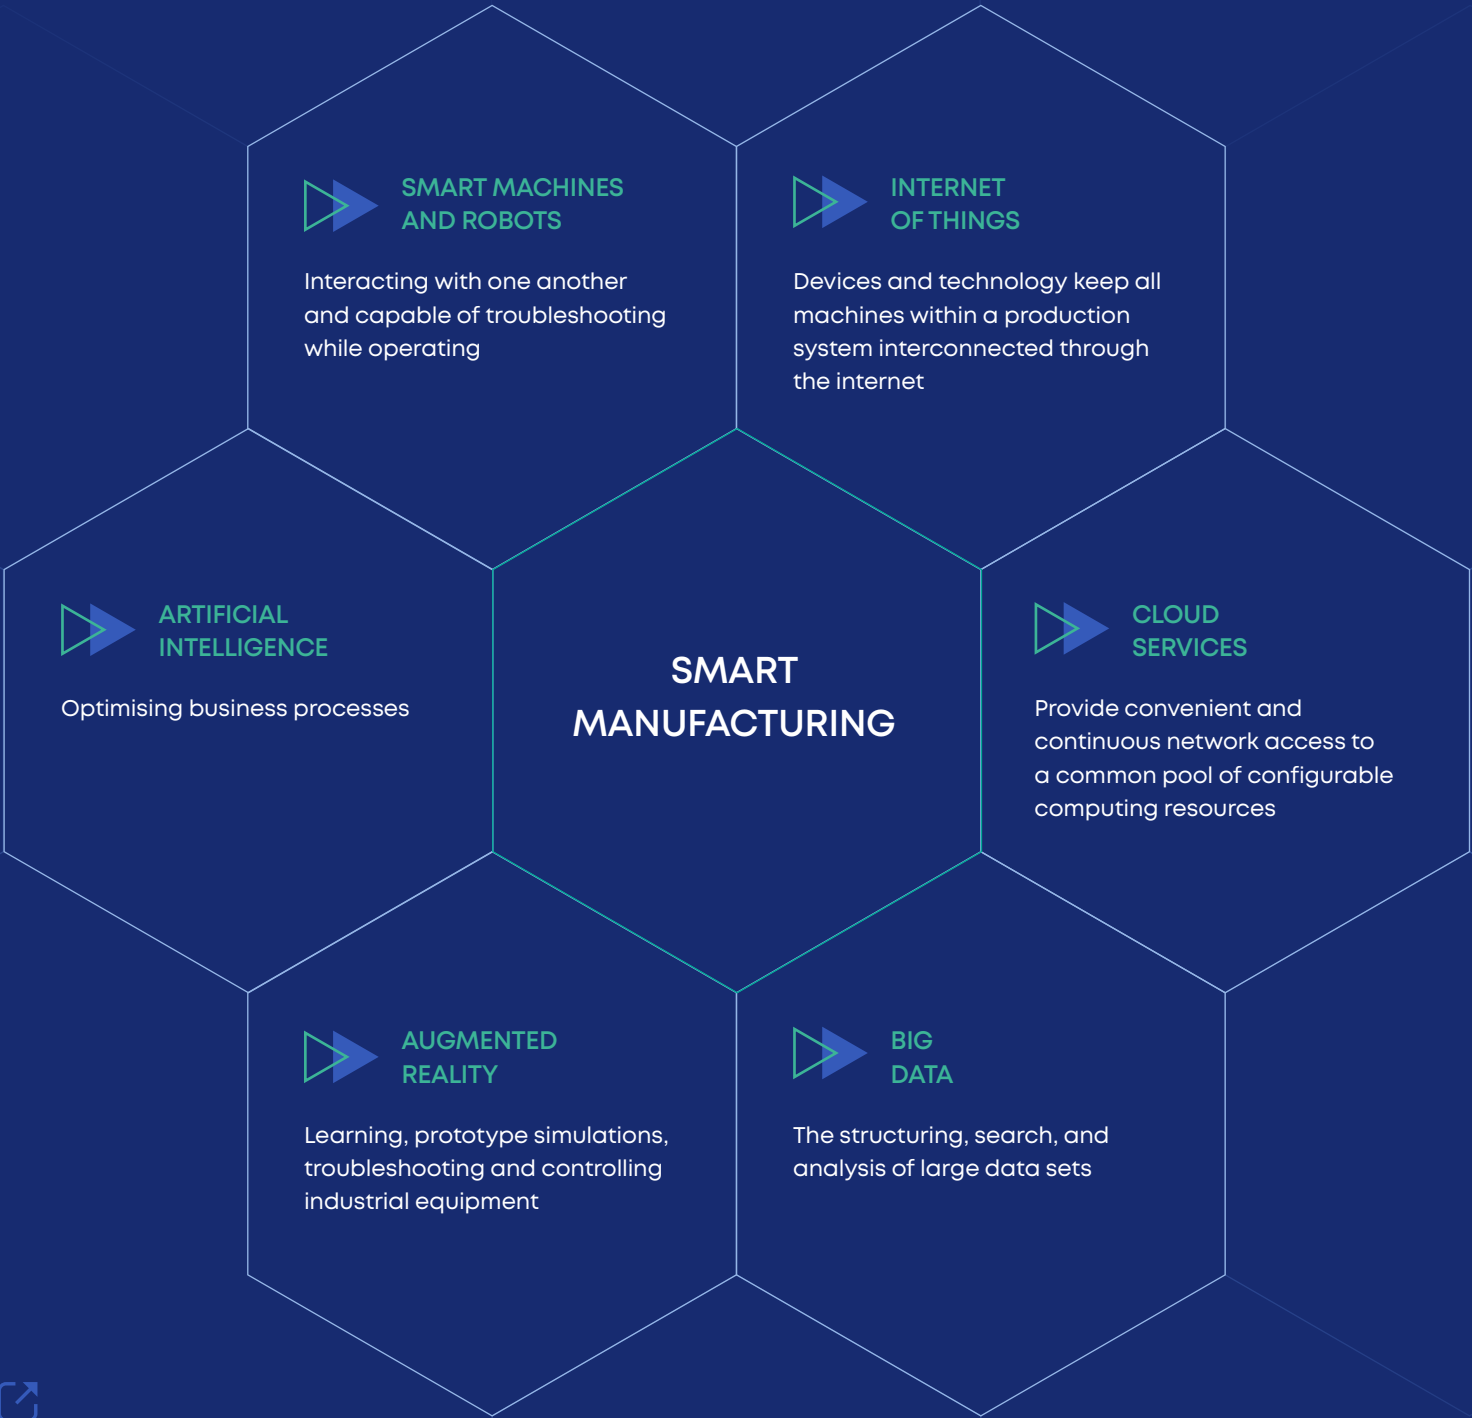 SMART MACHINES
AND ROBOTS
Interacting with one another
and capable of troubleshooting
while operating
INTERNET
OF THINGS
Devices and technology keep all
machines within a production
system interconnected through
the internet
ARTIFICIAL
INTELLIGENCE
Optimising business processes
SMART
MANUFACTURING
CLOUD
SERVICES
Provide convenient and
continuous network access to
a common pool of configurable
computing resources
AUGMENTED
REALITY
Learning, prototype simulations,
troubleshooting and controlling
industrial equipment
BIG
DATA
The structuring, search, and
analysis of large data sets